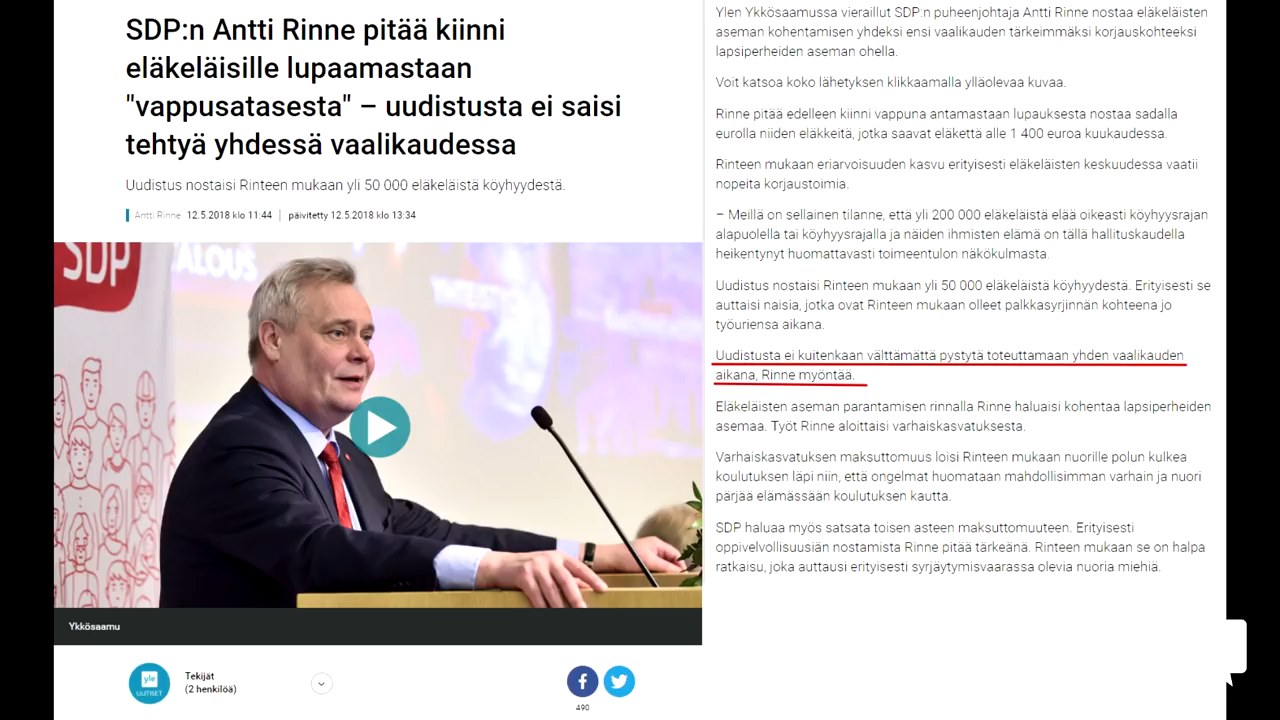 SDP:n Antti Rinne pitää kiinni
eläkeläisille lupaamastaan
"vappusatasesta" – uudistusta ei saisi
tehtyä yhdessä vaalikaudessa
Uudistus nostaisi Rinteen mukaan yli 50 000 eläkeläistä köyhyydestä.
Antti Rinne 12.5.2018 klo 11:44 | päivitetty 12.5.2018 klo 13:34
SDP
ALOUS
Ykkösaamu
yle
UUTISET
Tekijät
(2 henkilöä)
490
Ylen Ykkösaamussa vieraillut SDP:n puheenjohtaja Antti Rinne nostaa eläkeläisten
aseman kohentamisen yhdeksi ensi vaalikauden tärkeimmäksi korjauskohteeksi
lapsiperheiden aseman ohella.
Voit katsoa koko lähetyksen klikkaamalla ylläolevaa kuvaa.
Rinne pitää edelleen kiinni vappuna antamastaan lupauksesta nostaa sadalla
eurolla niiden eläkkeitä, jotka saavat eläkettä alle 1 400 euroa kuukaudessa.
Rinteen mukaan eriarvoisuuden kasvu erityisesti eläkeläisten keskuudessa vaatii
nopeita korjaustoimia.
– Meillä on sellainen tilanne, että yli 200 000 eläkeläistä elää oikeasti köyhyysrajan
alapuolella tai köyhyysrajalla ja näiden ihmisten elämä on tällä hallituskaudella
heikentynyt huomattavasti toimeentulon näkökulmasta.
Uudistus nostaisi Rinteen mukaan yli 50 000 eläkeläistä köyhyydestä. Erityisesti se
auttaisi naisia, jotka ovat Rinteen mukaan olleet palkkasyrjinnän kohteena jo
työuriensa aikana.
Uudistusta ei kuitenkaan välttämättä pystytä toteuttamaan yhden vaalikauden
aikana, Rinne myöntää.
Eläkeläisten aseman parantamisen rinnalla Rinne haluaisi kohentaa lapsiperheiden
asemaa. Työt Rinne aloittaisi varhaiskasvatuksesta.
Varhaiskasvatuksen maksuttomuus loisi Rinteen mukaan nuorille polun kulkea
koulutuksen läpi niin, että ongelmat huomataan mahdollisimman varhain ja nuori
pärjää elämässään koulutuksen kautta.
SDP haluaa myös satsata toisen asteen maksuttomuuteen. Erityisesti
oppivelvollisuusiän nostamista Rinne pitää tärkeänä. Rinteen mukaan se on halpa
ratkaisu, joka auttausi erityisesti syrjäytymisvaarassa olevia nuoria miehiä.